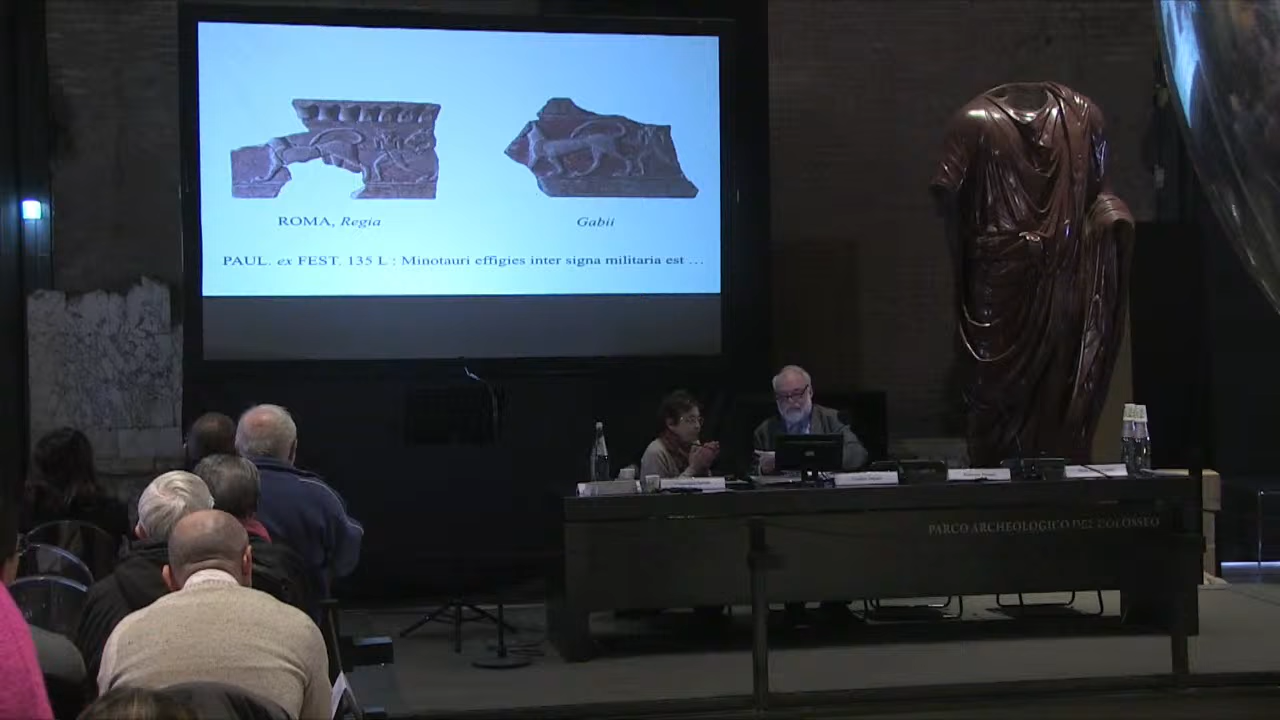 ROMA, Regia
Gabii
PAUL. ex FEST. 135 L : Minotauri effigies inter signa militaria est ...
PARCO ARCHEOLOGICO DEL COLOSSEO